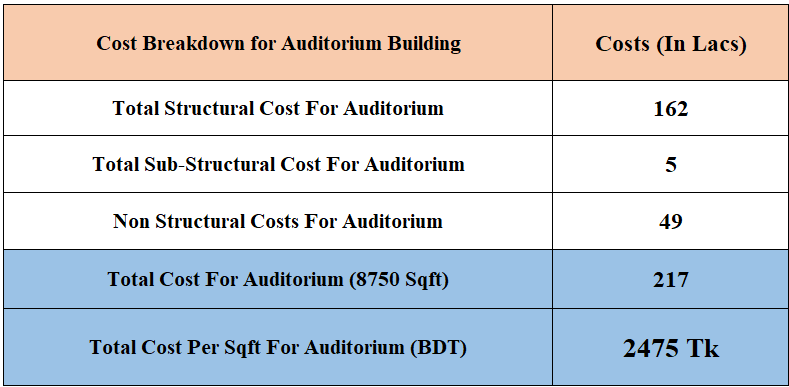 Cost Breakdown for Auditorium Building Costs (In Lacs)
Total Structural Cost For Auditorium 162
Total Sub-Structural Cost For Auditorium 5
Non Structural Costs For Auditorium 49
Total Cost For Auditorium (8750 Sqft) 217
Total Cost Per Sqft For Auditorium (BDT) 2475 Tk